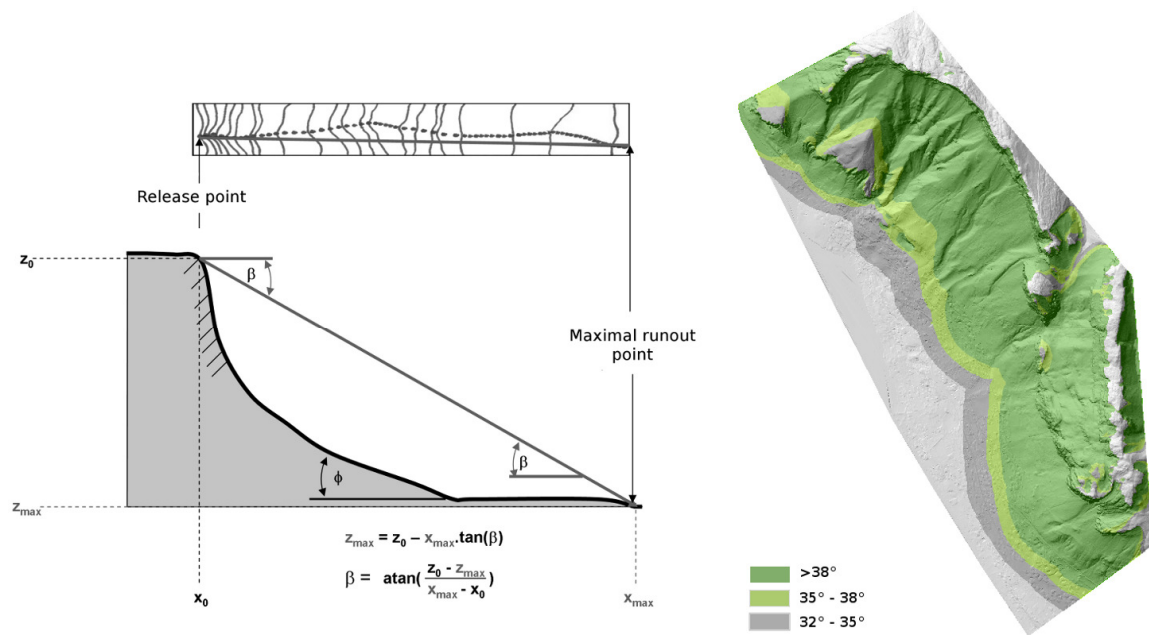 Release point
z0
β
Maximal runout
point
β
ϕ
zmax
zmax = z0 – xmax.tan(β)
β = atan(z0 - zmax / xmax - x0)
x0
xmax
>38°
35° - 38°
32° - 35°